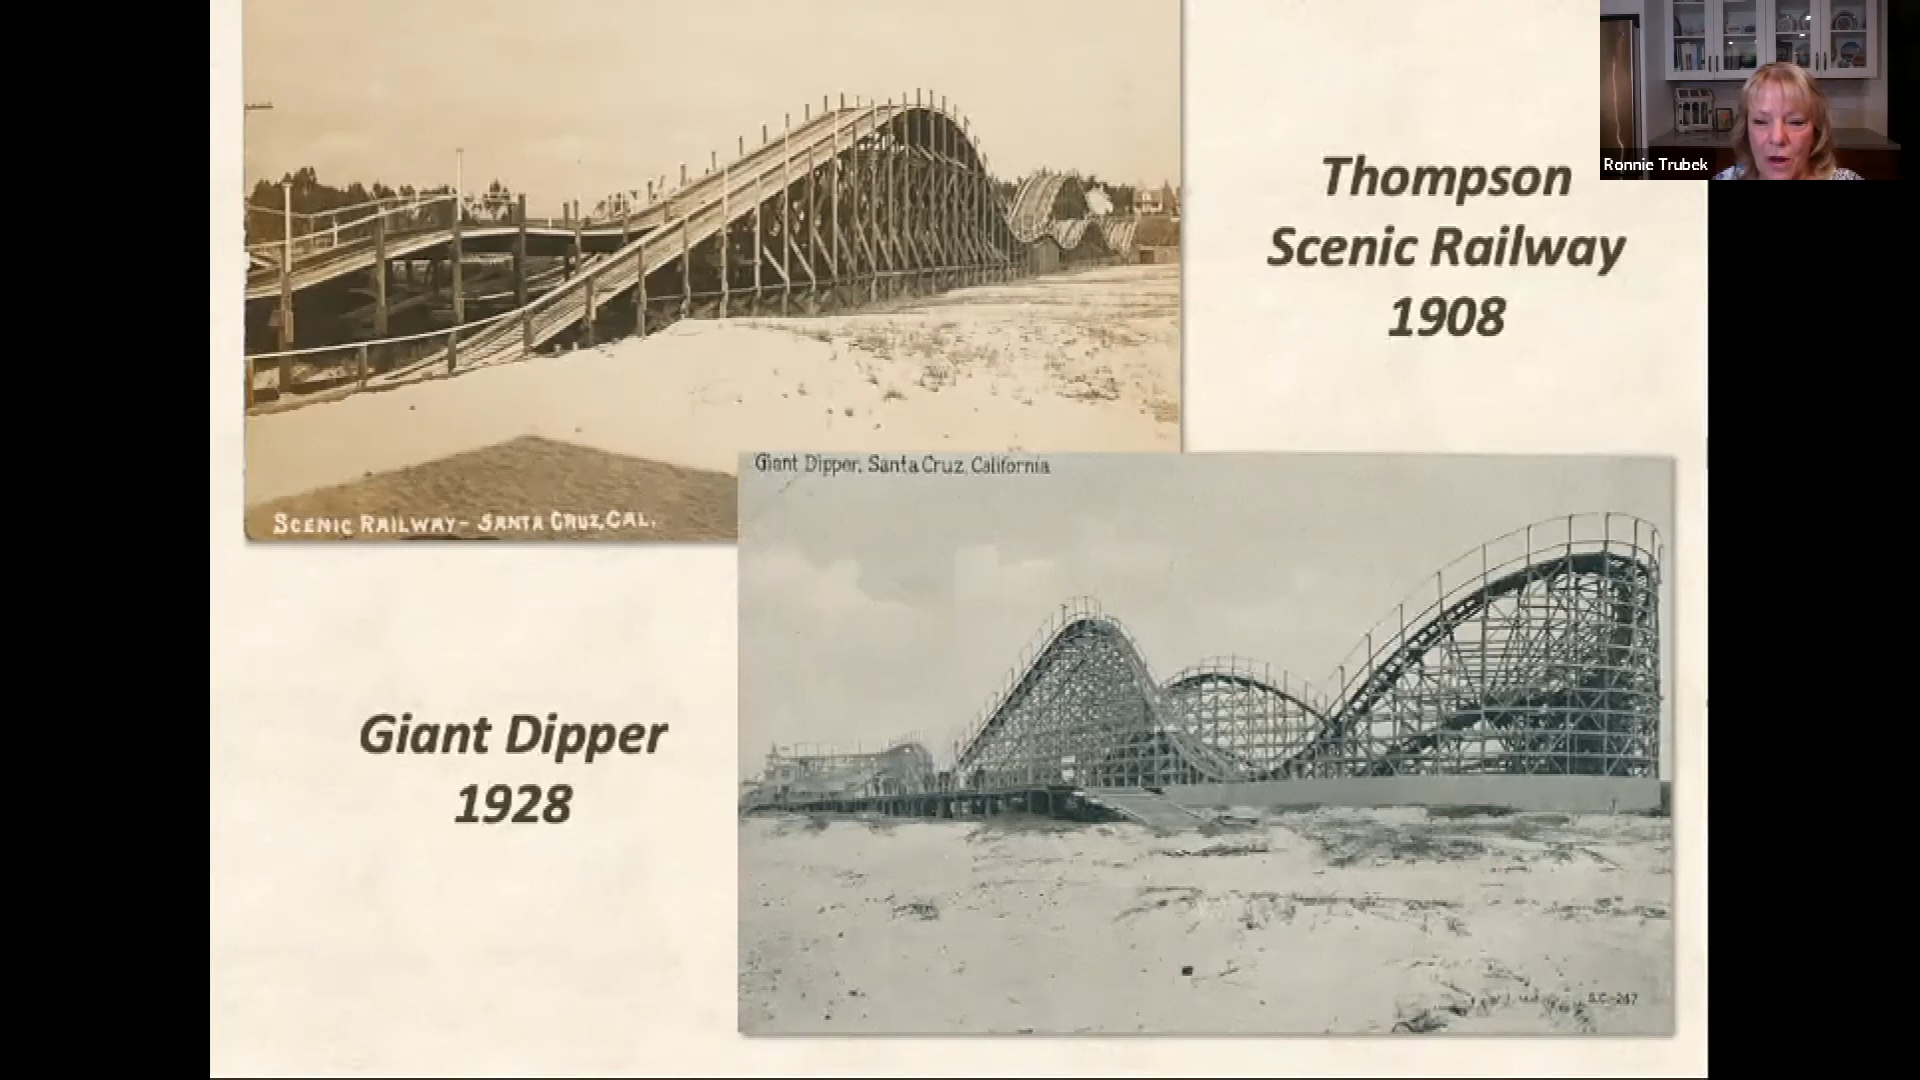 Ronnie Trubek
Thompson
Scenic Railway
1908
SCENIC RAILWAY - SANTA CRUZ, CAL.
Giant Dipper, Santa Cruz, California
Giant Dipper
1928
S.C-247